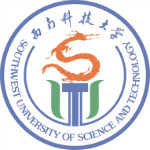 西南科技大学
SOUTHWEST UNIVERSITY OF SCIENCE AND TECHNOLOGY